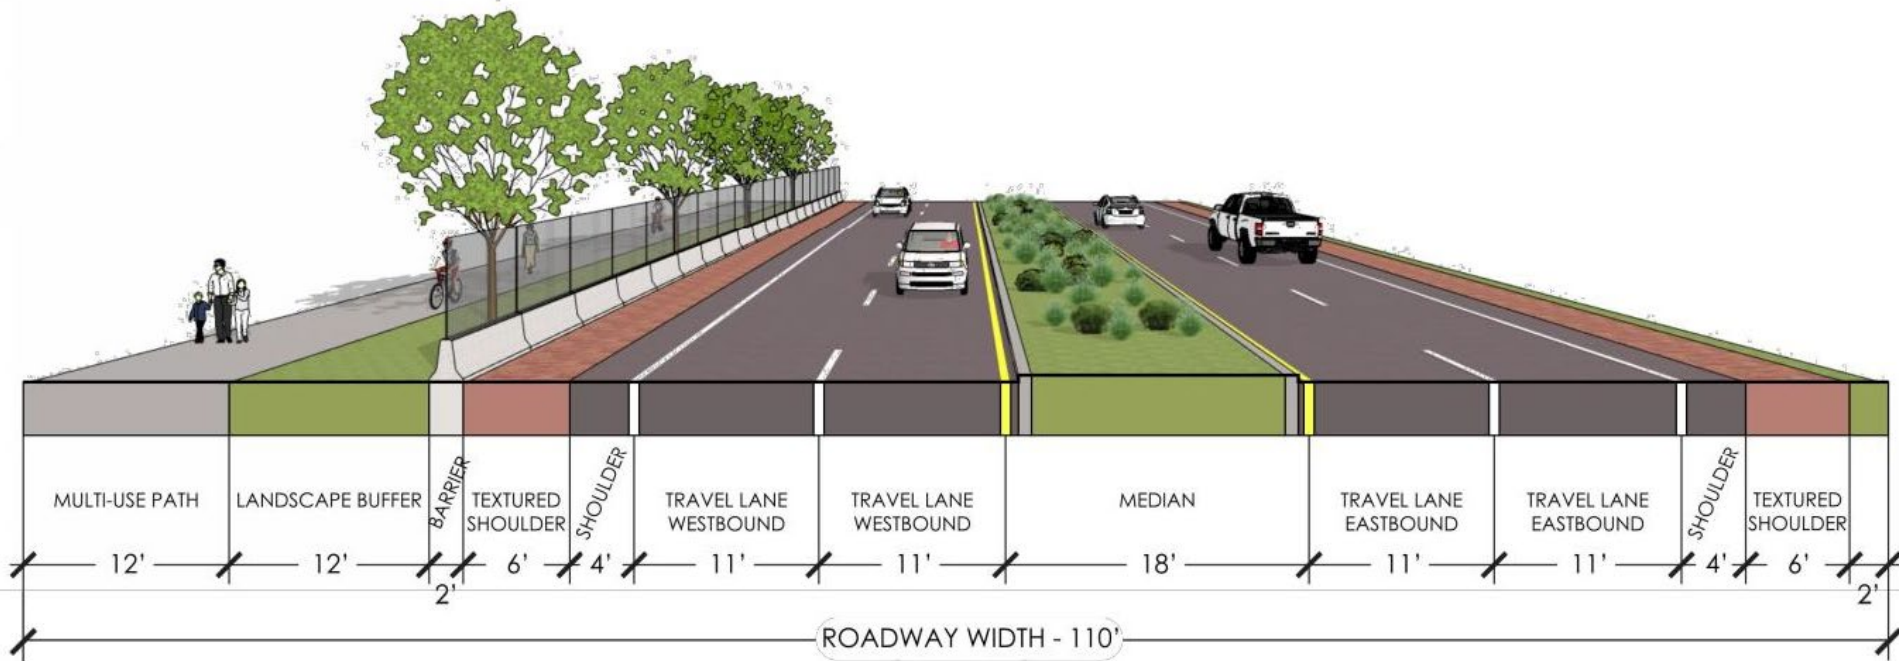 MULTI-USE PATH
LANDSCAPE BUFFER
BARRIER
TEXTURED
SHOULDER
SHOULDER
TRAVEL LANE
WESTBOUND
TRAVEL LANE
WESTBOUND
MEDIAN
TRAVEL LANE
EASTBOUND
TRAVEL LANE
EASTBOUND
SHOULDER
TEXTURED
SHOULDER
12'
12'
2'
6'
4'
11'
11'
18'
11'
11'
4'
6'
2'
ROADWAY WIDTH - 110'